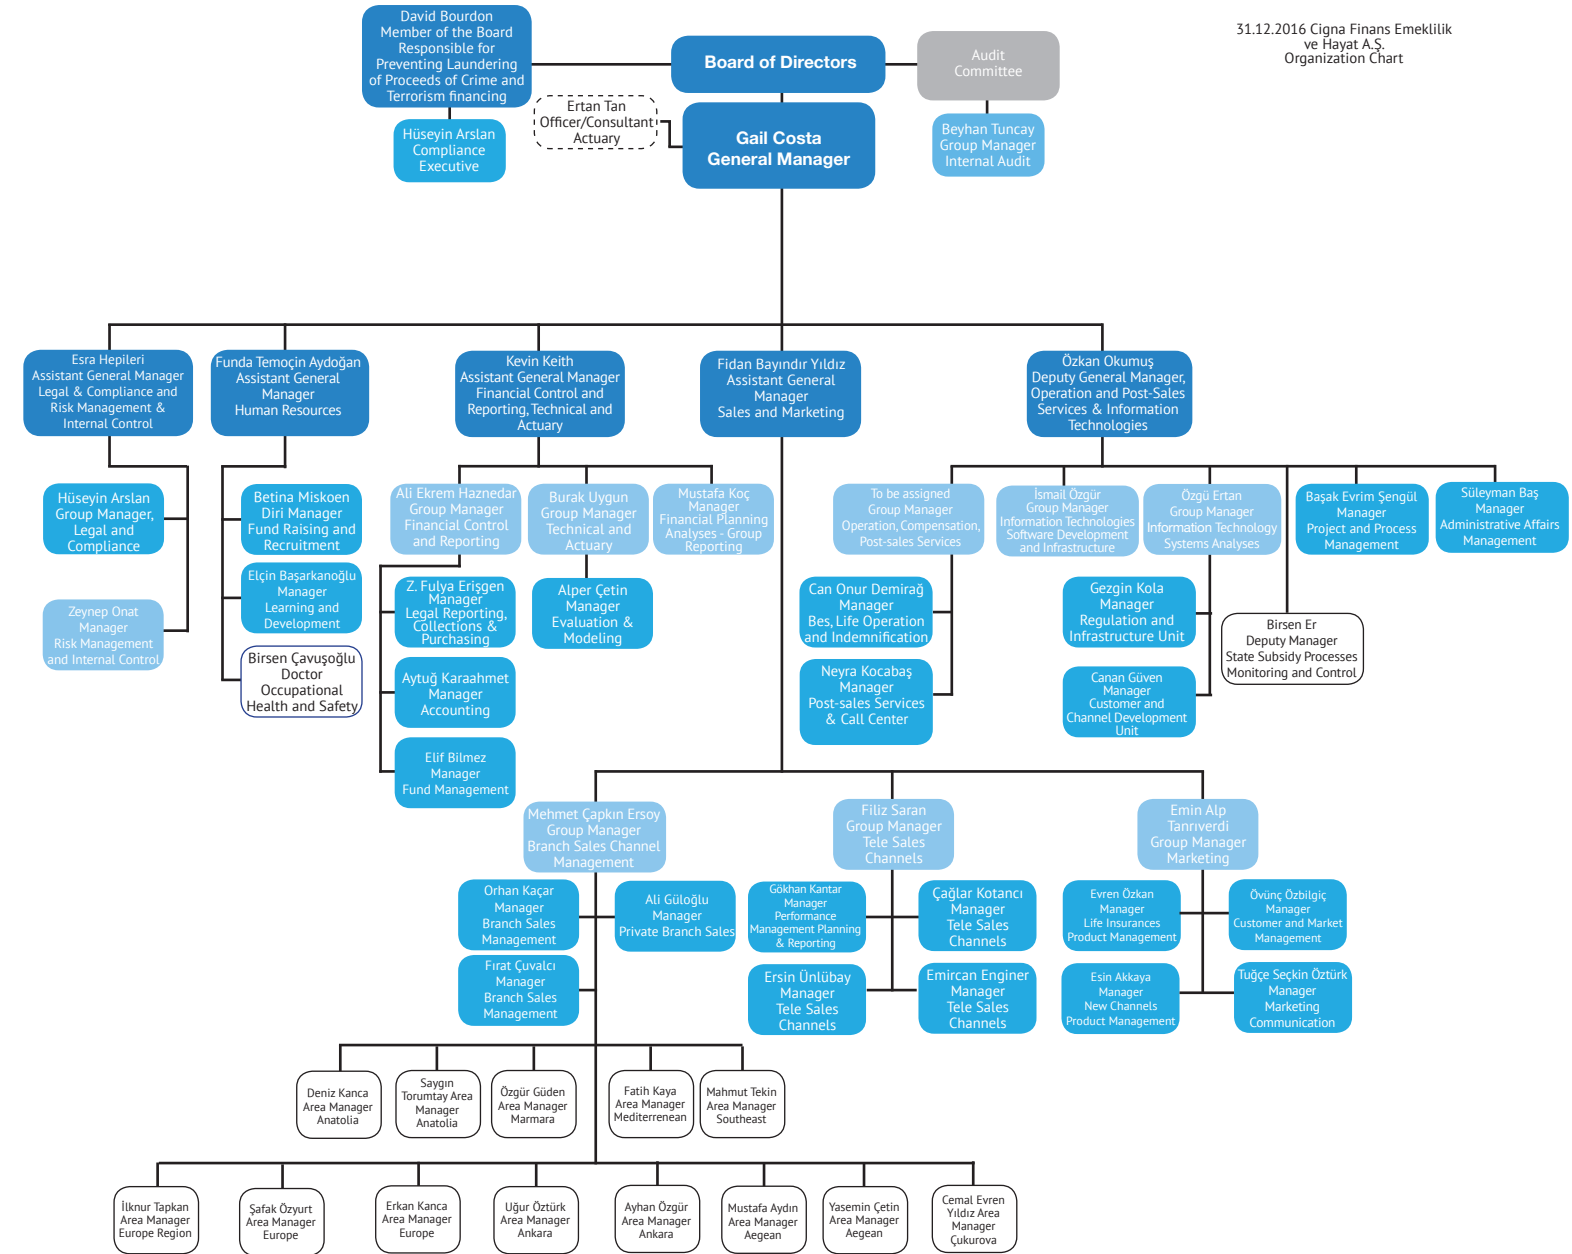 David Bourdon
Member of the Board
Responsible for
Preventing Laundering
of Proceeds of Crime and
Terrorism financing
Board of Directors
Audit
Committee
31.12.2016 Cigna Finans Emeklilik
ve Hayat A.Ş.
Organization Chart
Hüseyin Arslan
Compliance
Executive
Ertan Tan
Officer/Consultant
Actuary
Gail Costa
General Manager
Beyhan Tuncay
Group Manager
Internal Audit
Esra Hepileri
Assistant General Manager
Legal & Compliance and
Risk Management &
Internal Control
Funda Temoçin Aydoğan
Assistant General
Manager
Human Resources
Kevin Keith
Assistant General Manager
Financial Control and
Reporting, Technical and
Actuary
Fidan Bayındır Yıldız
Assistant General
Manager
Sales and Marketing
Özkan Okumuş
Deputy General Manager,
Operation and Post-Sales
Services & Information
Technologies
Hüseyin Arslan
Group Manager,
Legal and
Compliance
Zeynep Onat
Manager
Risk Management
and Internal Control
Betina Miskoen
Diri Manager
Fund Raising and
Recruitment
Elçin Başarkanoğlu
Manager
Learning and
Development
Birsen Çavuşoğlu
Doctor
Occupational
Health and Safety
Ali Ekrem Haznedar
Group Manager
Financial Control
and Reporting
Burak Uygun
Group Manager
Technical and
Actuary
Mustafa Koç
Manager
Financial Planning
Analyses - Group
Reporting
Z. Fulya Erişgen
Manager
Legal Reporting,
Collections &
Purchasing
Alper Çetin
Manager
Evaluation &
Modeling
Aytuğ Karaahmet
Manager
Accounting
Elif Bilmez
Manager
Fund Management
To be assigned
Group Manager
Operation, Compensation,
Post-sales Services
İsmail Özgür
Group Manager
Information Technologies
Software Development
and Infrastructure
Özgü Ertan
Group Manager
Information Technology
Systems Analyses
Başak Evrim Şengül
Manager
Project and Process
Management
Süleyman Baş
Manager
Administrative Affairs
Management
Can Onur Demirağ
Manager
Bes, Life Operation
and Indemnification
Neyra Kocabaş
Manager
Post-sales Services
& Call Center
Gezgin Kola
Manager
Regulation and
Infrastructure Unit
Canan Güven
Manager
Customer and
Channel Development
Unit
Birsen Er
Deputy Manager
State Subsidy Processes
Monitoring and Control
Mehmet Çapkın Ersoy
Group Manager
Branch Sales Channel
Management
Filiz Saran
Group Manager
Tele Sales
Channels
Emin Alp
Tanrıverdi
Group Manager
Marketing
Orhan Kaçar
Manager
Branch Sales
Management
Ali Güloğlu
Manager
Private Branch Sales
Fırat Çuvalcı
Manager
Branch Sales
Management
Gökhan Kantar
Manager
Performance
Management Planning
& Reporting
Çağlar Kotancı
Manager
Tele Sales
Channels
Ersin Ünlübay
Manager
Tele Sales
Channels
Emircan Enginer
Manager
Tele Sales
Channels
Evren Özkan
Manager
Life Insurances
Product Management
Övünç Özbilgiç
Manager
Customer and Market
Management
Esin Akkaya
Manager
New Channels
Product Management
Tuğçe Seçkin Öztürk
Manager
Marketing
Communication
Deniz Kanca
Area Manager
Anatolia
Saygın
Torumtay Area
Manager
Anatolia
Özgür Güden
Area Manager
Marmara
Fatih Kaya
Area Manager
Mediterrenean
Mahmut Tekin
Area Manager
Southeast
İlknur Tapkan
Area Manager
Europe Region
Şafak Özyurt
Area Manager
Europe
Erkan Kanca
Area Manager
Europe
Uğur Öztürk
Area Manager
Ankara
Ayhan Özgür
Area Manager
Ankara
Mustafa Aydın
Area Manager
Aegean
Yasemin Çetin
Area Manager
Aegean
Cemal Evren
Yıldız Area
Manager
Çukurova